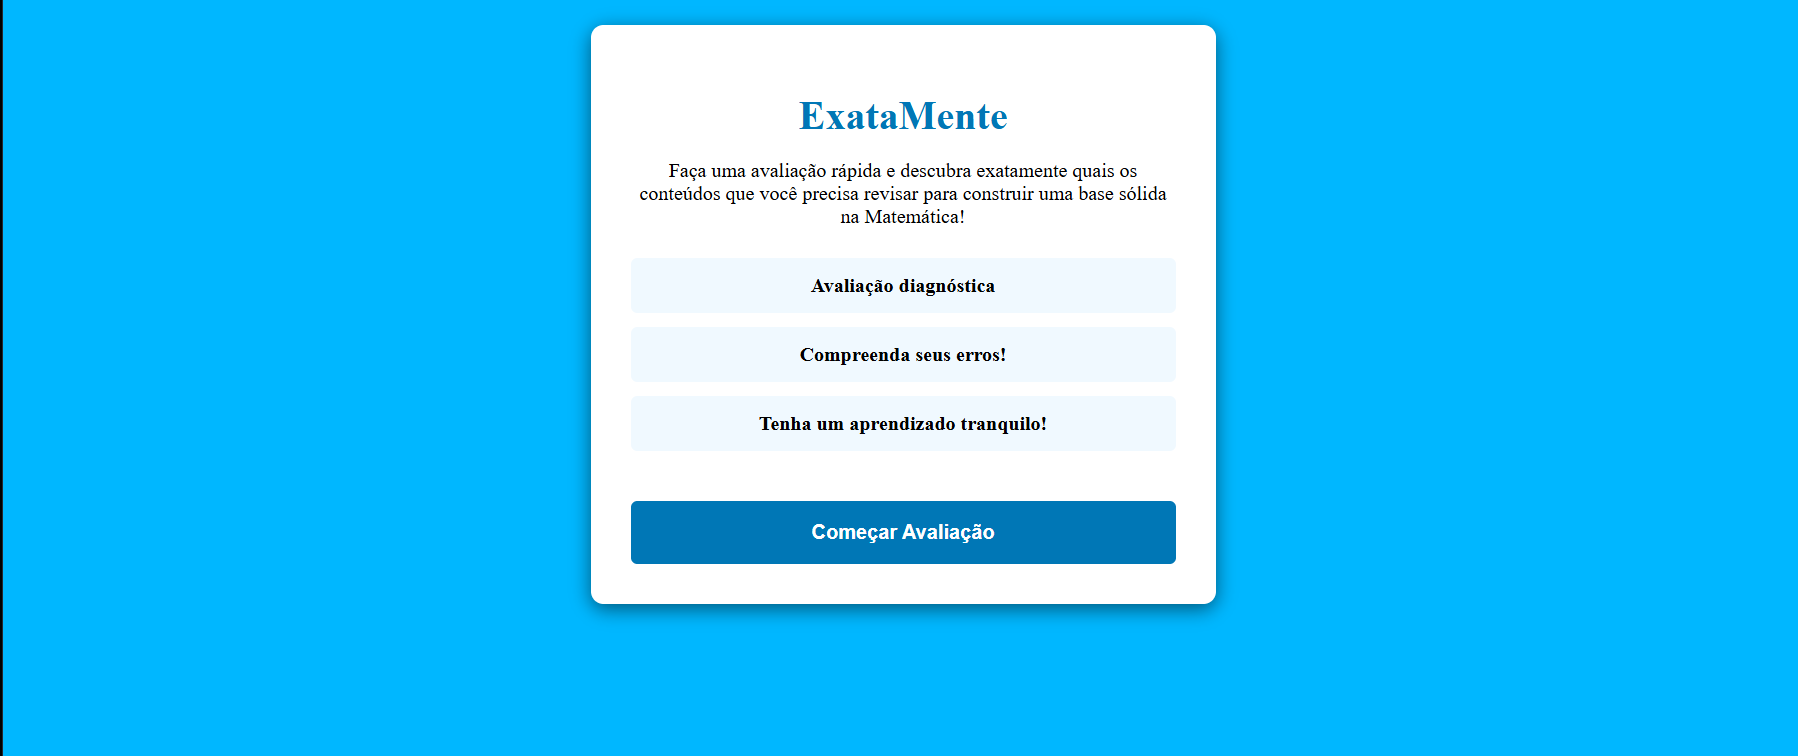 ExataMente
Faça uma avaliação rápida e descubra exatamente quais os
conteúdos que você precisa revisar para construir uma base sólida
na Matemática!
Avaliação diagnóstica
Compreenda seus erros!
Tenha um aprendizado tranquilo!
Começar Avaliação